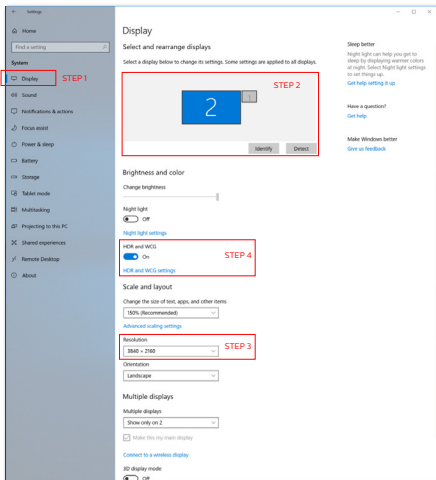 Settings
Home
Find a setting
System
Display
STEP 1
Sound
Notifications & actions
Focus assist
Power & sleep
Battery
Storage
Tablet mode
Multitasking
Projecting to this PC
Shared experiences
Remote Desktop
About
Display
Select and rearrange displays
Select a display below to change its settings. Some settings are applied to all displays.
STEP 2
2
1
Identify
Detect
Brightness and color
Change brightness
Night light
Off
Night light settings
HDR and WCG
On
STEP 4
HDR and WCG settings
Scale and layout
Change the size of text, apps, and other items
150% (Recommended)
Advanced scaling settings
Resolution
3840 × 2160
STEP 3
Orientation
Landscape
Multiple displays
Multiple displays
Show only on 2
Make this my main display
Connect to a wireless display
3D display mode
Off
Sleep better
Night light can help you get to
sleep by displaying warmer colors
at night. Select Night light settings
to set things up.
Get help setting it up
Have a question?
Get help
Make Windows better
Give us feedback